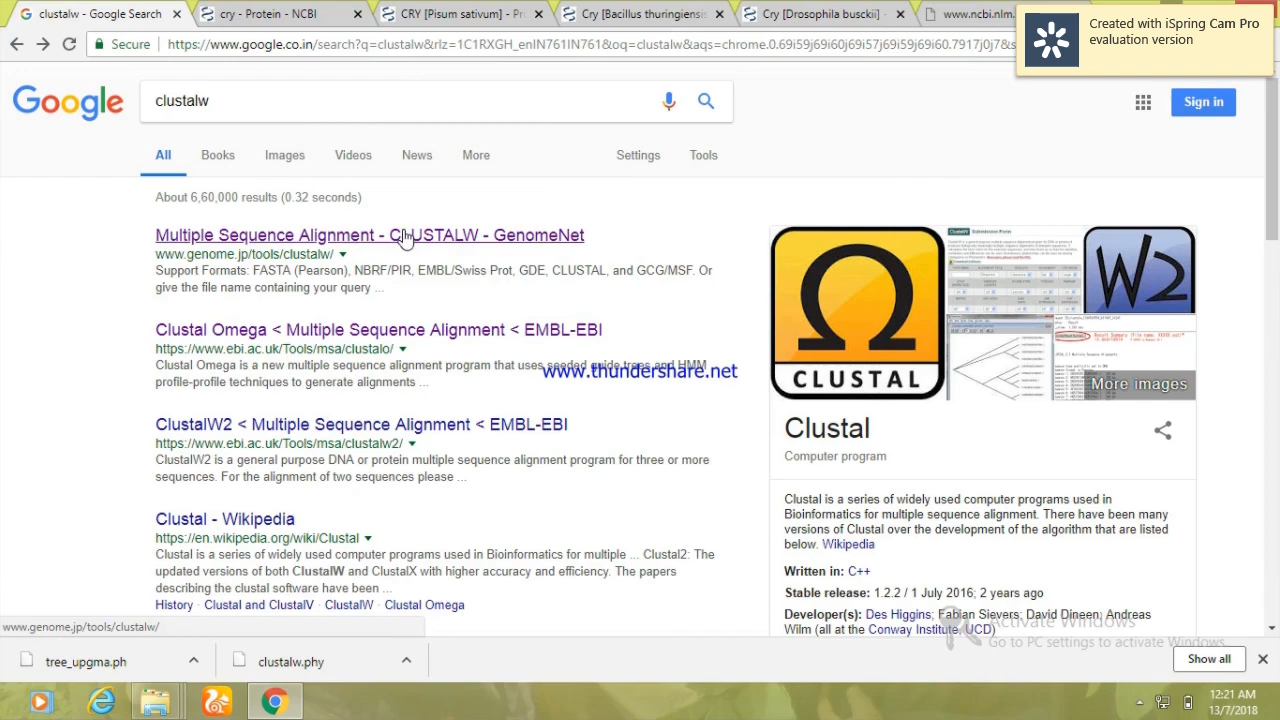 clustalw - Google Search
cry - Protein - NCBI
CRY [Pisum sativum] - Pr
Cry [Bacillus thuringiensis
Cry [Drosophila busckii] -
www.ncbi.nlm.
Created with iSpring Cam Pro
evaluation version
Secure
https://www.google.co.in/search?q=clustalw&rlz=1C1RXGH_enIN761IN761&oq=clustalw&aqs=chrome.0.69i59j69i60j69i57j69i59j69i60.7917j0j7&s
Google
clustalw
Sign in
All
Books
Images
Videos
News
More
Settings
Tools
About 6,60,000 results (0.32 seconds)
Multiple Sequence Alignment - CLUSTALW - GenomeNet
www.genome.jp/tools/clustalw/
Support Formats: FASTA (Pearson), NBRF/PIR, EMBL/Swiss Prot, GDE, CLUSTAL, and GCG/MSF. Or
give the file name containing
Clustal Omega < Multiple Sequence Alignment < EMBL-EBI
https://www.ebi.ac.uk/Tools/msa/
Clustal Omega is a new multiple sequence alignment program that uses seeded guide trees and HMM
profile-profile techniques to generate alignments ...
www.thundershare.net
ClustalW2 < Multiple Sequence Alignment < EMBL-EBI
https://www.ebi.ac.uk/Tools/msa/clustalw2/
ClustalW2 is a general purpose DNA or protein multiple sequence alignment program for three or more
sequences. For the alignment of two sequences please ...
Clustal - Wikipedia
https://en.wikipedia.org/wiki/Clustal
Clustal is a series of widely used computer programs used in Bioinformatics for multiple ... Clustal2: The
updated versions of both ClustalW and ClustalX with higher accuracy and efficiency. The papers
describing the clustal software have been ...
History · Clustal and ClustalV · ClustalW · Clustal Omega
Ω
CLUSTAL
W2
More images
Clustal
Computer program
Clustal is a series of widely used computer programs used in
Bioinformatics for multiple sequence alignment. There have been many
versions of Clustal over the development of the algorithm that are listed
below. Wikipedia
Written in: C++
Stable release: 1.2.2 / 1 July 2016; 2 years ago
Developer(s): Des Higgins; Fabian Sievers; David Dineen; Andreas
Wilm (all at the Conway Institute, UCD)
Activate Windows
Go to PC settings to activate Windows.
www.genome.jp/tools/clustalw/
tree_upgma.ph
clustalw.phy
Show all
12:21 AM
13/7/2018